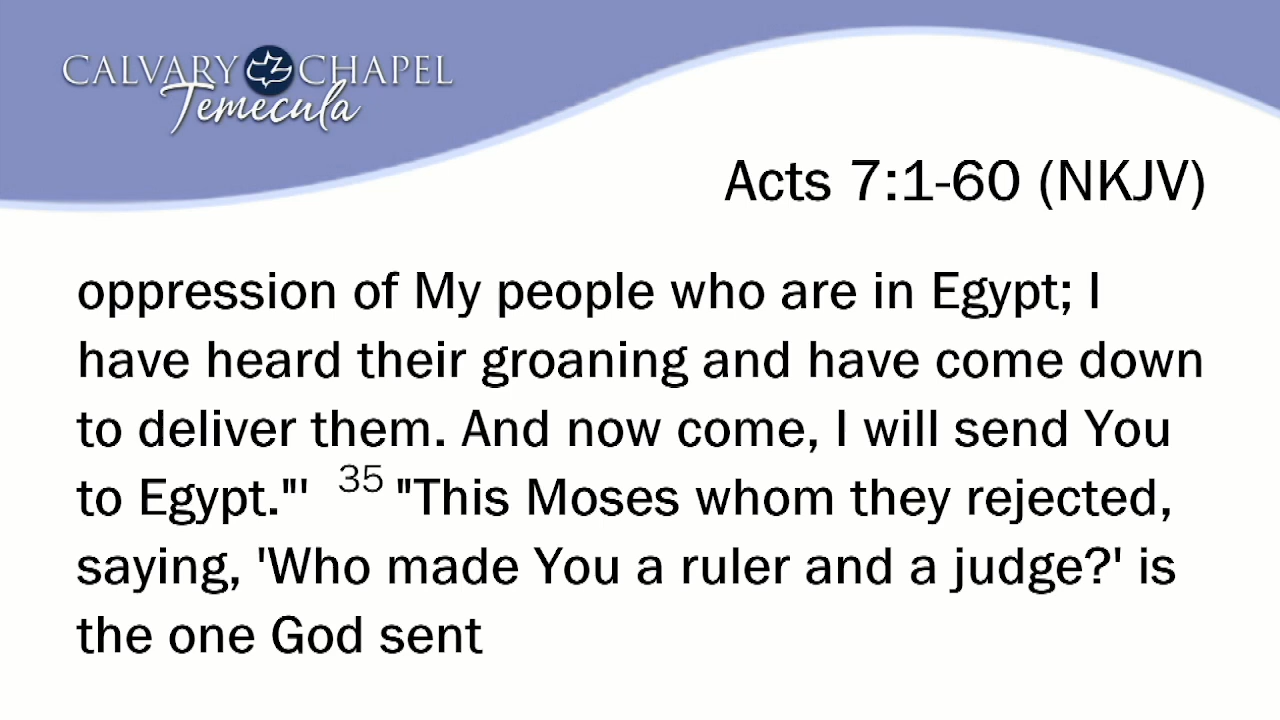 CALVARY CHAPEL
Temecula
Acts 7:1-60 (NKJV)
oppression of My people who are in Egypt; I
have heard their groaning and have come down
to deliver them. And now come, I will send You
to Egypt."' 35 "This Moses whom they rejected,
saying, 'Who made You a ruler and a judge?' is
the one God sent